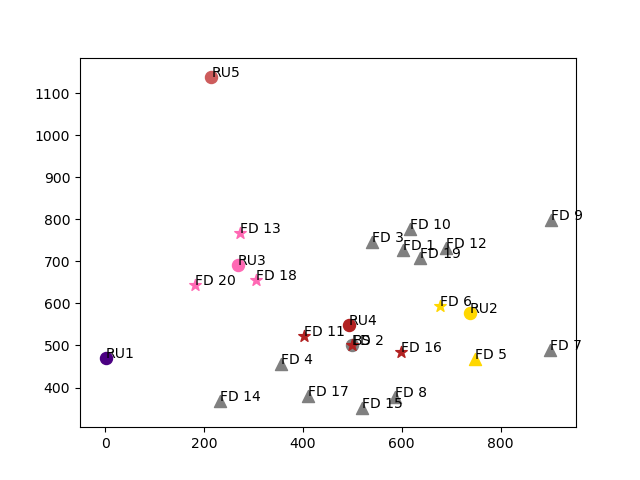 RU5
1100
1000
900
800
FD 9
FD 13
FD 10
FD 3
FD 1
FD 12
700
RU3
FD 19
FD 20
FD 18
600
FD 6
RU2
RU4
FD 11
500
FD 2
FD 16
FD 7
RU1
FD 4
FD 5
400
FD 14
FD 17
FD 8
FD 15
0
200
400
600
800